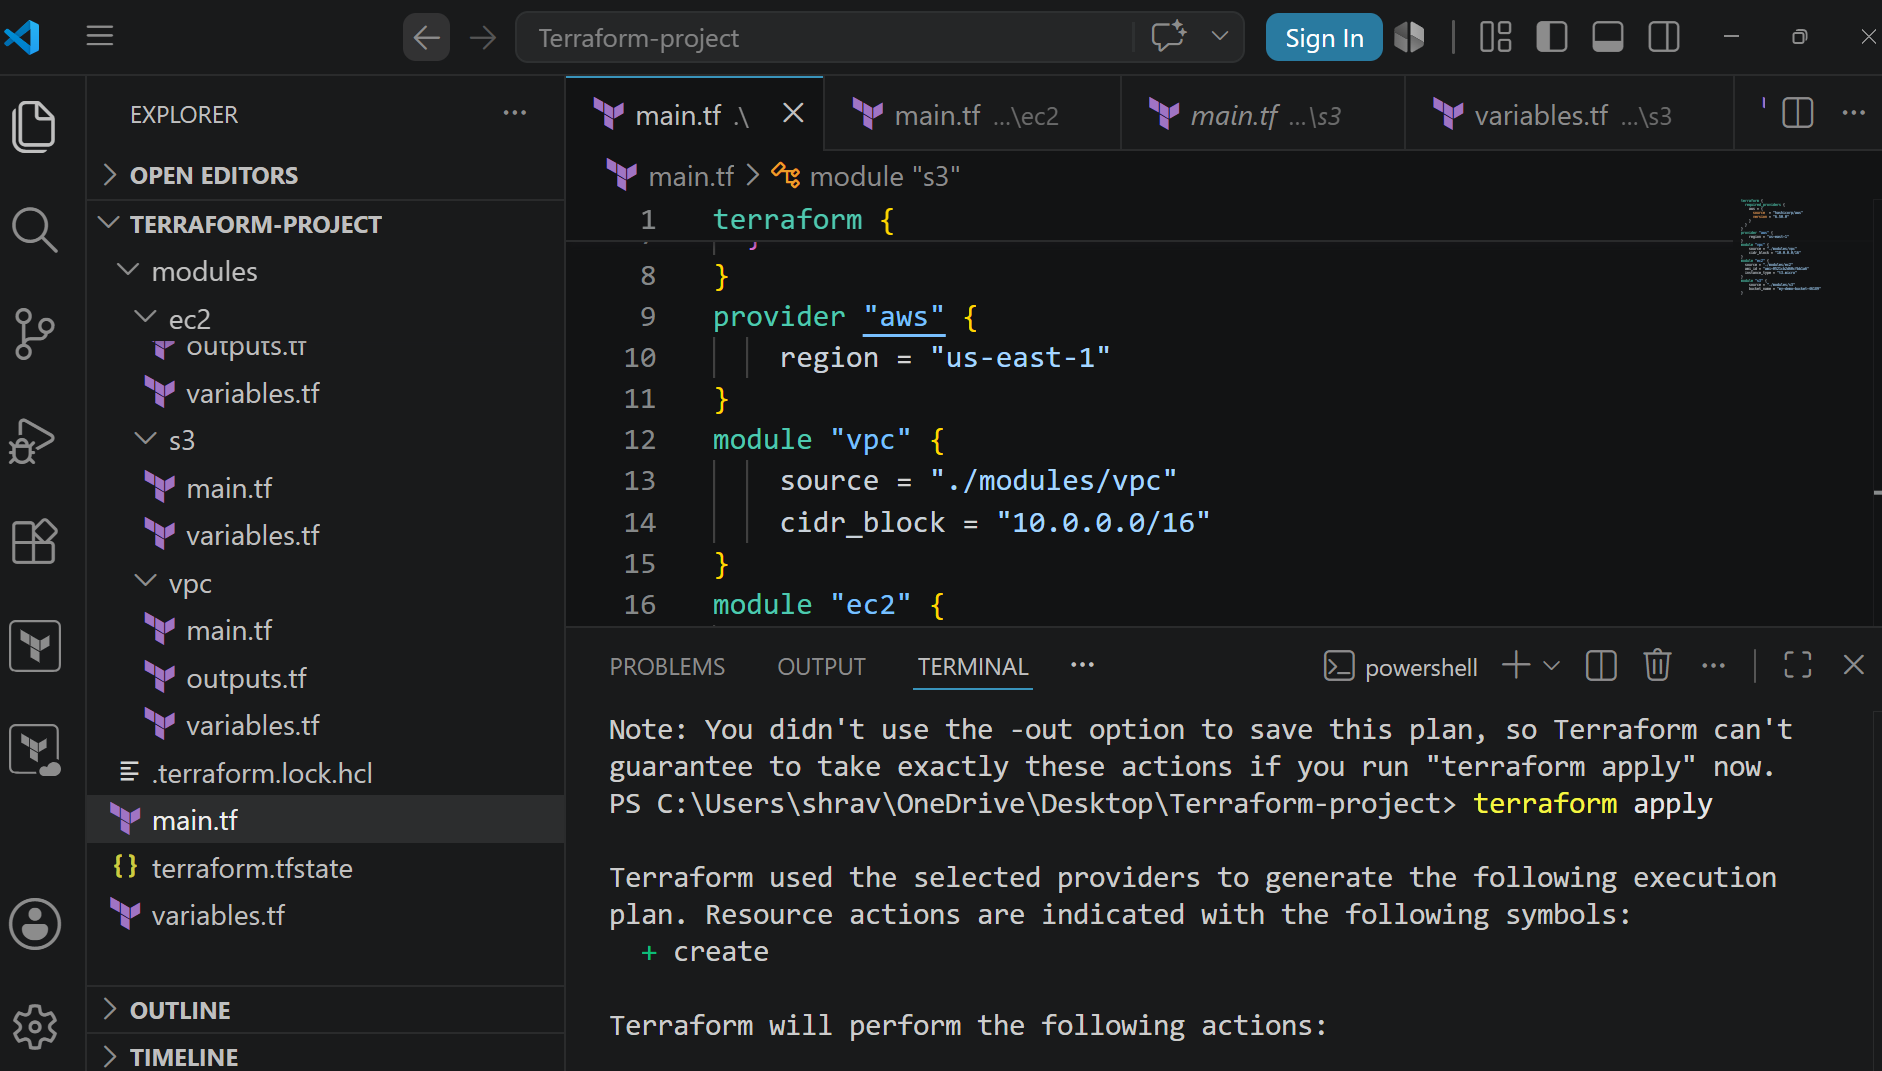 Terraform-project
Sign In
EXPLORER
OPEN EDITORS
TERRAFORM-PROJECT
modules
ec2
outputs.tf
variables.tf
s3
main.tf
variables.tf
vpc
main.tf
outputs.tf
variables.tf
.terraform.lock.hcl
main.tf
terraform.tfstate
variables.tf
OUTLINE
TIMELINE
main.tf .\
main.tf ...\ec2
main.tf ...\s3
variables.tf ...\s3
main.tf > module "s3"
1 terraform {
8 }
9 provider "aws" {
10 region = "us-east-1"
11 }
12 module "vpc" {
13 source = "./modules/vpc"
14 cidr_block = "10.0.0.0/16"
15 }
16 module "ec2" {
PROBLEMS OUTPUT TERMINAL
powershell
Note: You didn't use the -out option to save this plan, so Terraform can't
guarantee to take exactly these actions if you run "terraform apply" now.
PS C:\Users\shrav\OneDrive\Desktop\Terraform-project> terraform apply
Terraform used the selected providers to generate the following execution
plan. Resource actions are indicated with the following symbols:
+ create
Terraform will perform the following actions: